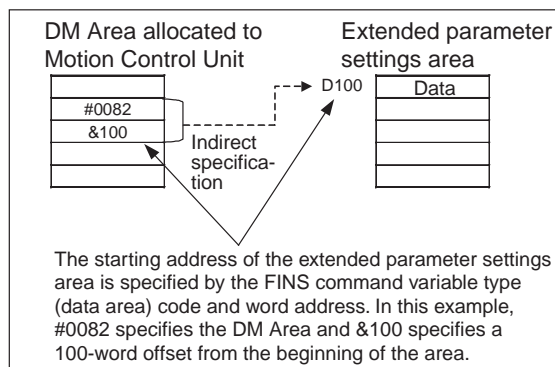 DM Area allocated to
Motion Control Unit
Extended parameter
settings area
#0082
&100
D100
Data
Indirect
specifica-
tion
The starting address of the extended parameter settings
area is specified by the FINS command variable type
(data area) code and word address. In this example,
#0082 specifies the DM Area and &100 specifies a
100-word offset from the beginning of the area.